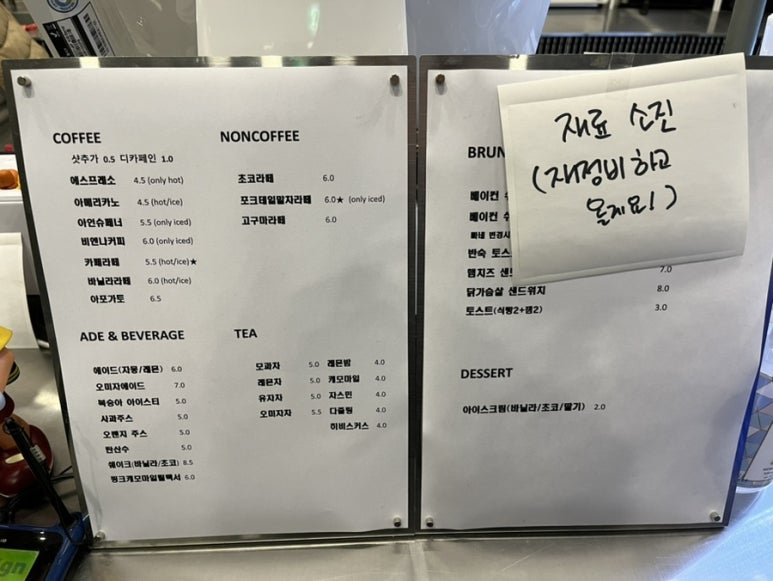 COFFEE
샷추가 0.5 디카페인 1.0
에스프레소 4.5 (only hot)
아메리카노 4.5 (hot/ice)
아인슈페너 5.5 (only iced)
비엔나커피 6.0 (only iced)
카페라떼 5.5 (hot/ice)★
바닐라라떼 6.0 (hot/ice)
아포가토 6.5
NONCOFFEE
초코라떼 6.0
포크테일말차라떼 6.0★ (only iced)
고구마라떼 6.0
ADE & BEVERAGE
에이드(자몽/레몬) 6.0
오미자에이드 7.0
복숭아 아이스티 5.0
사과주스 5.0
오렌지 주스 5.0
탄산수 5.0
쉐이크(바닐라/초코) 8.5
핑크캐모마일릴렉서 6.0
TEA
모과차 5.0 레몬밤 4.0
레몬차 5.0 캐모마일 4.0
유자차 5.0 자스민 4.0
오미자차 5.5 다즐링 4.0
히비스커스 4.0
BRUN
베이컨
베이컨
반숙 토스
햄치즈 샌드 7.0
닭가슴살 샌드위치 8.0
토스트(식빵2+잼2) 3.0
재료 소진
(재정비 하고
올게요!)
DESSERT
아이스크림(바닐라/초코/딸기) 2.0